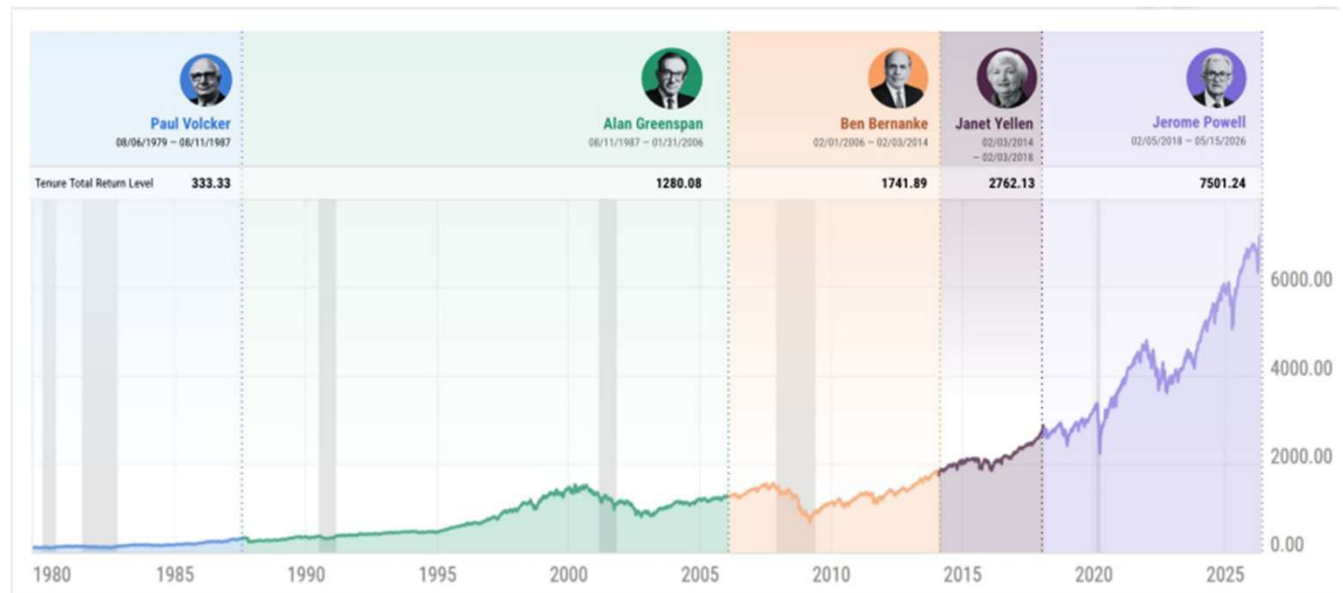 Paul Volcker
08/06/1979 – 08/11/1987
Alan Greenspan
08/11/1987 – 01/31/2006
Ben Bernanke
02/01/2006 – 02/03/2014
Janet Yellen
02/03/2014
– 02/03/2018
Jerome Powell
02/05/2018 – 05/15/2026
Tenure Total Return Level 333.33 1280.08 1741.89 2762.13 7501.24
6000.00
4000.00
2000.00
0.00
1980 1985 1990 1995 2000 2005 2010 2015 2020 2025